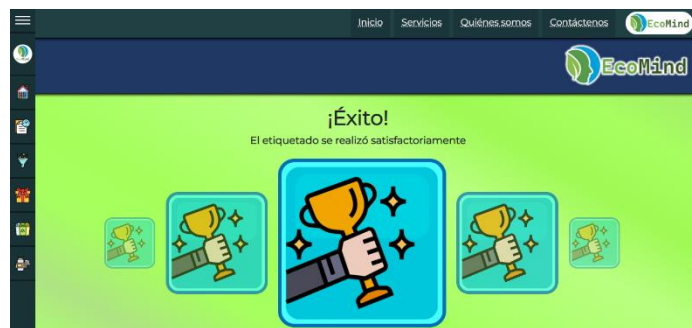 Inicio Servicios Quiénes somos Contáctenos EcoMind
EcoMind
¡Éxito!
El etiquetado se realizó satisfactoriamente